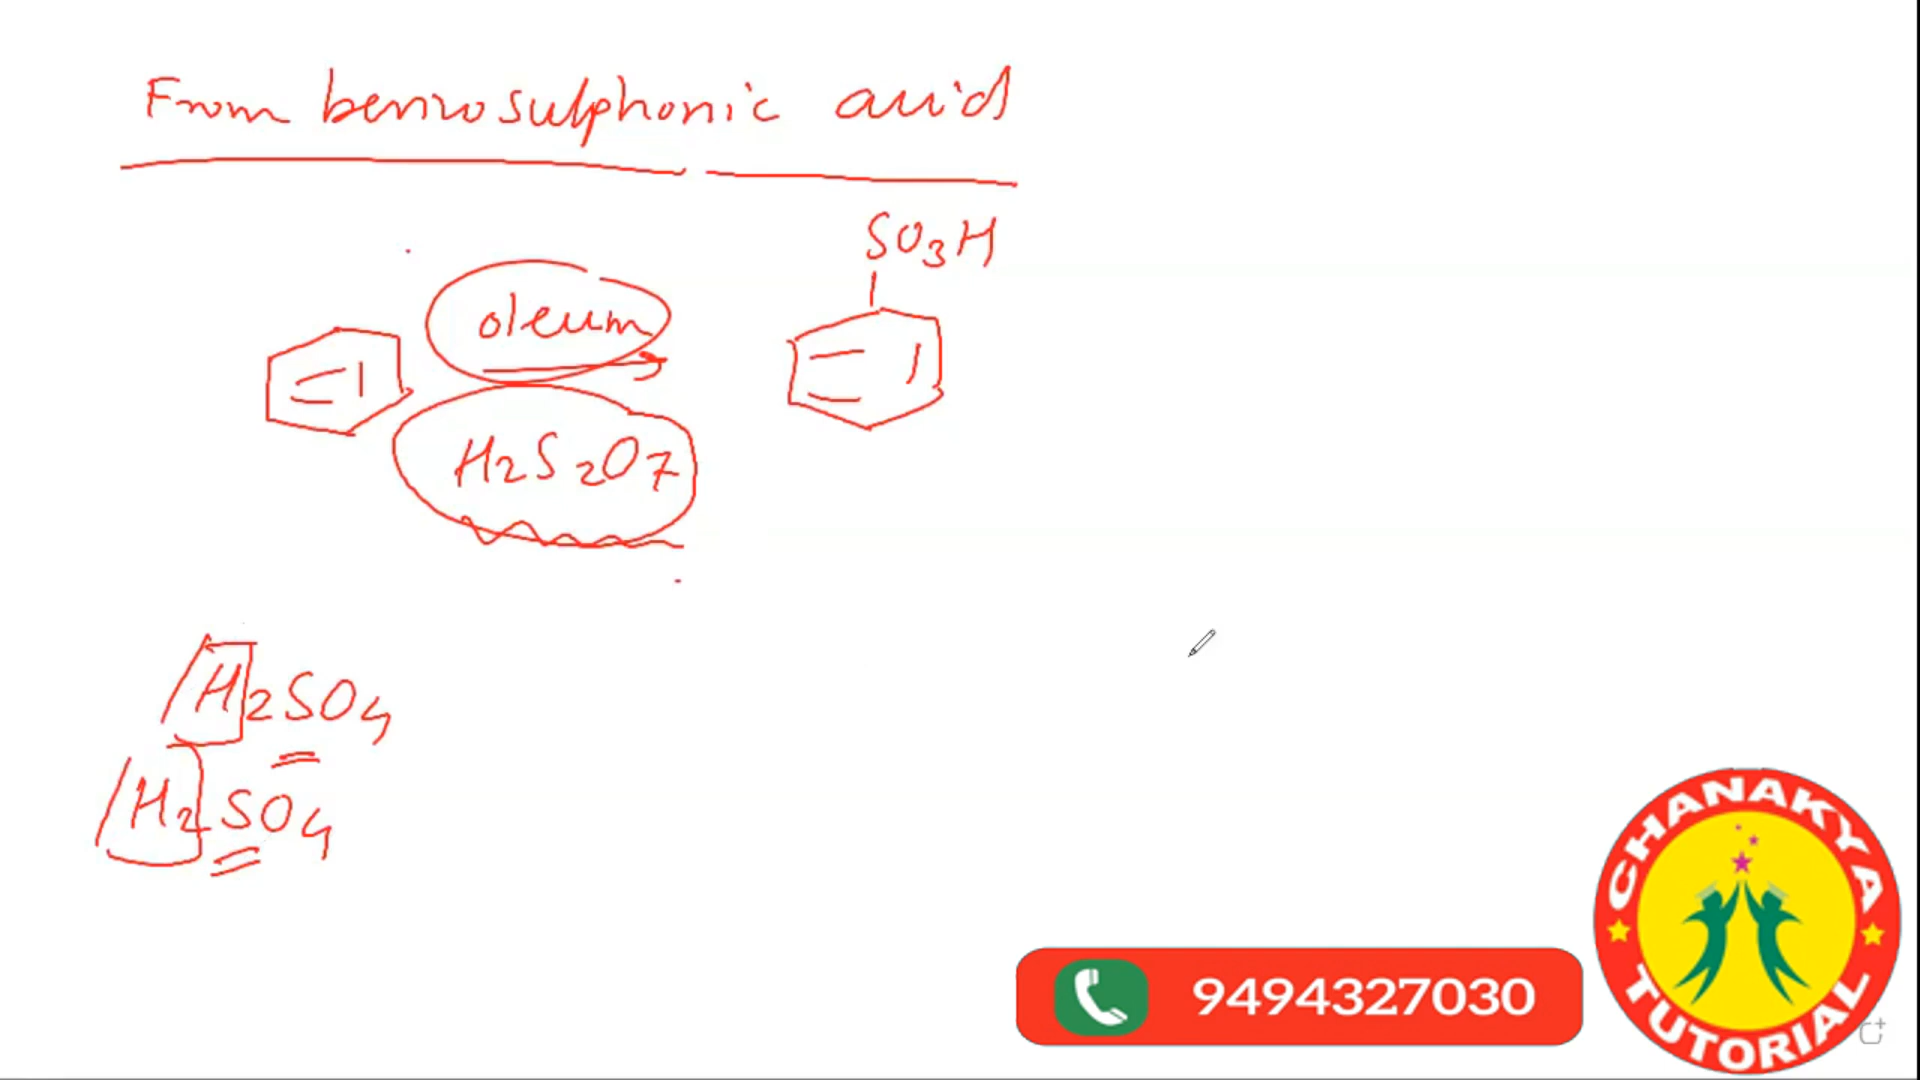 From benzosulphonic acid
SO3H
oleum
H2S2O7
H2SO4
H2SO4
9494327030
CHANAKYA
TUTORIAL